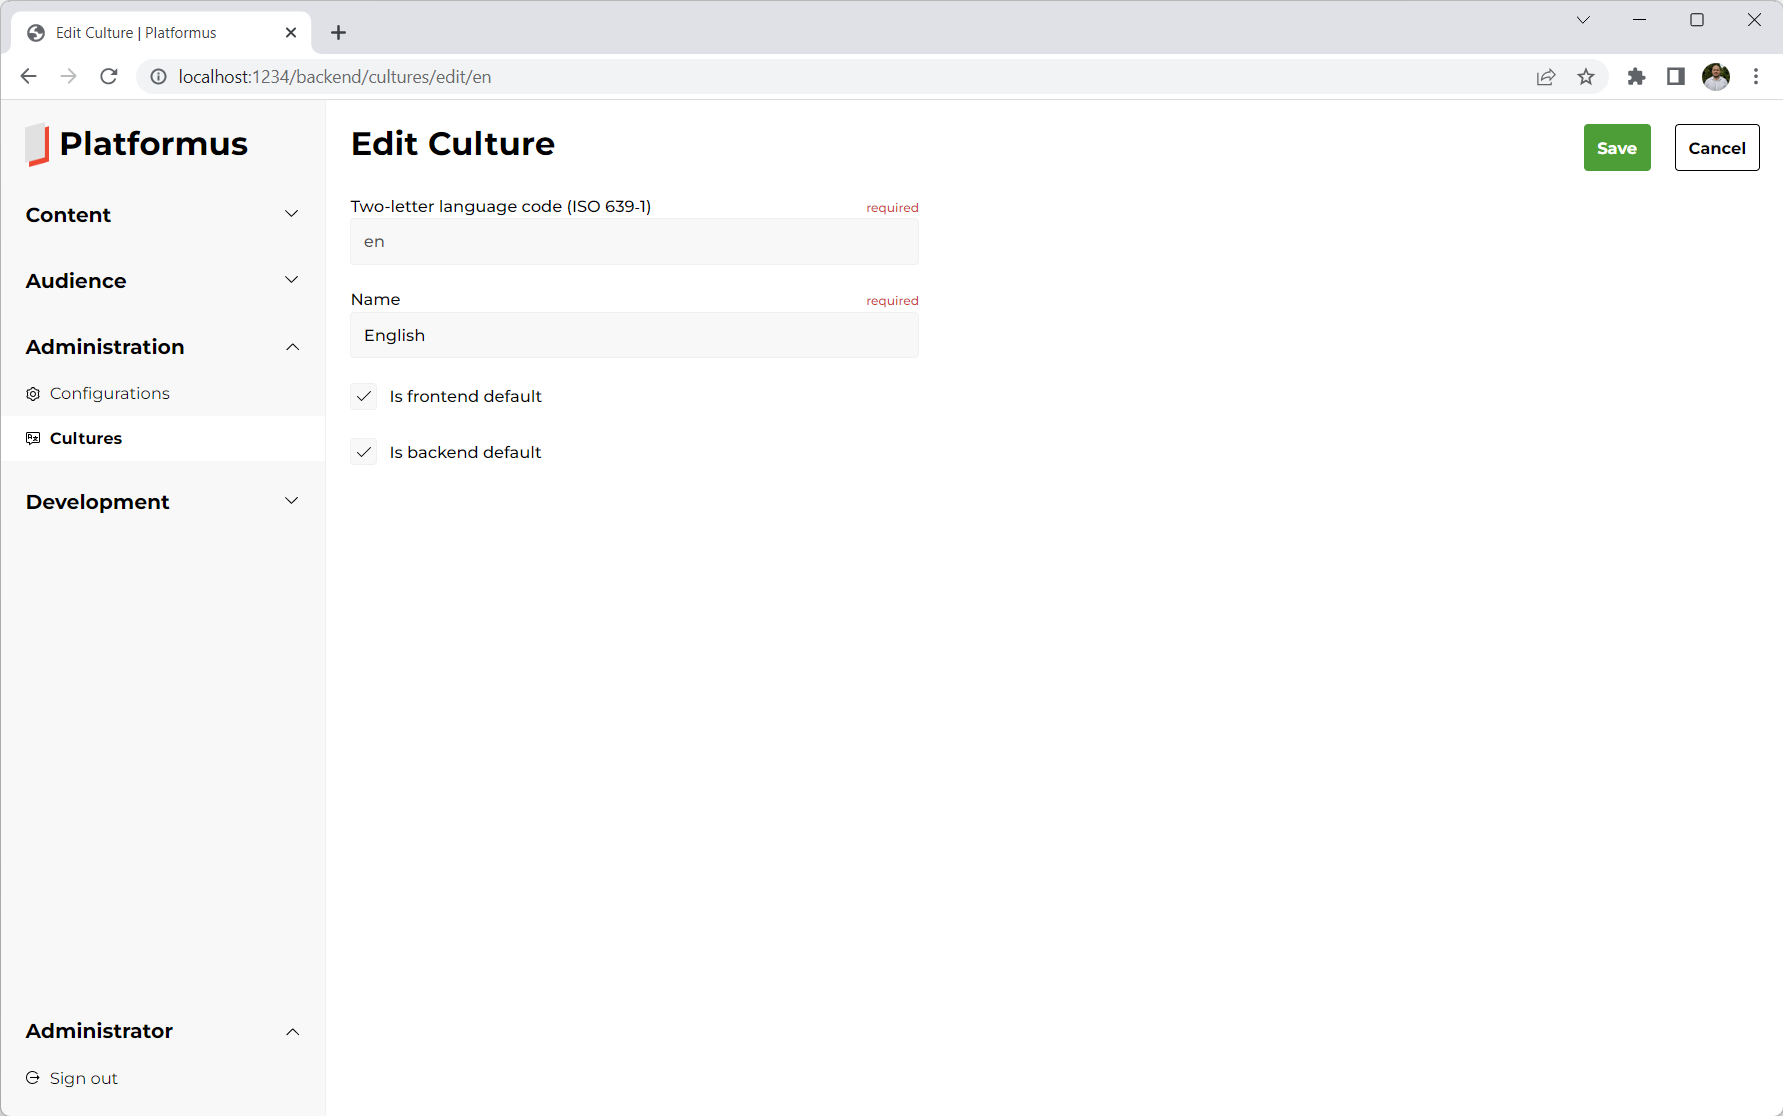 Edit Culture | Platformus
localhost:1234/backend/cultures/edit/en
Platformus
Content
Audience
Administration
Configurations
Cultures
Development
Administrator
Sign out
Edit Culture
Save
Cancel
Two-letter language code (ISO 639-1)
required
en
Name
required
English
Is frontend default
Is backend default